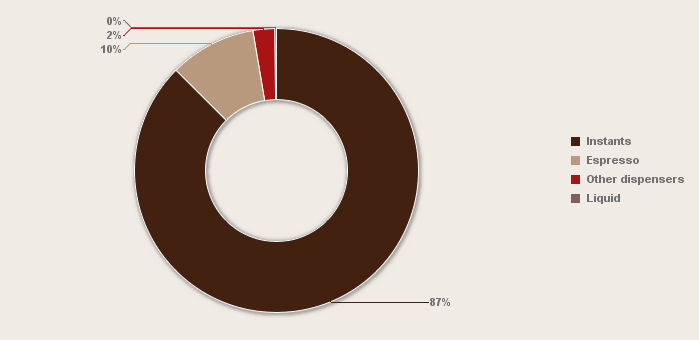 0%
2%
10%
87%
Instants
Espresso
Other dispensers
Liquid